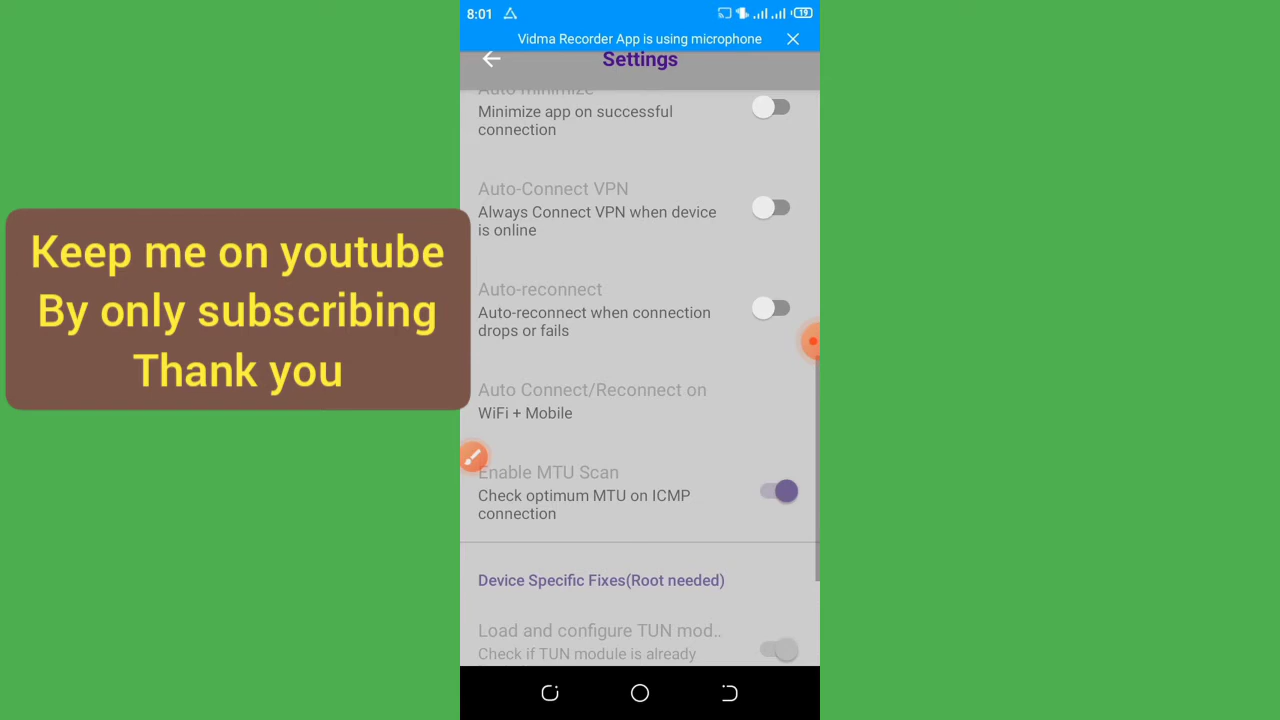 8:01
19
Vidma Recorder App is using microphone
Settings
Auto minimize
Minimize app on successful
connection
Auto-Connect VPN
Always Connect VPN when device
is online
Keep me on youtube
By only subscribing
Thank you
Auto-reconnect
Auto-reconnect when connection
drops or fails
Auto Connect/Reconnect on
WiFi + Mobile
Enable MTU Scan
Check optimum MTU on ICMP
connection
Device Specific Fixes(Root needed)
Load and configure TUN mod..
Check if TUN module is already